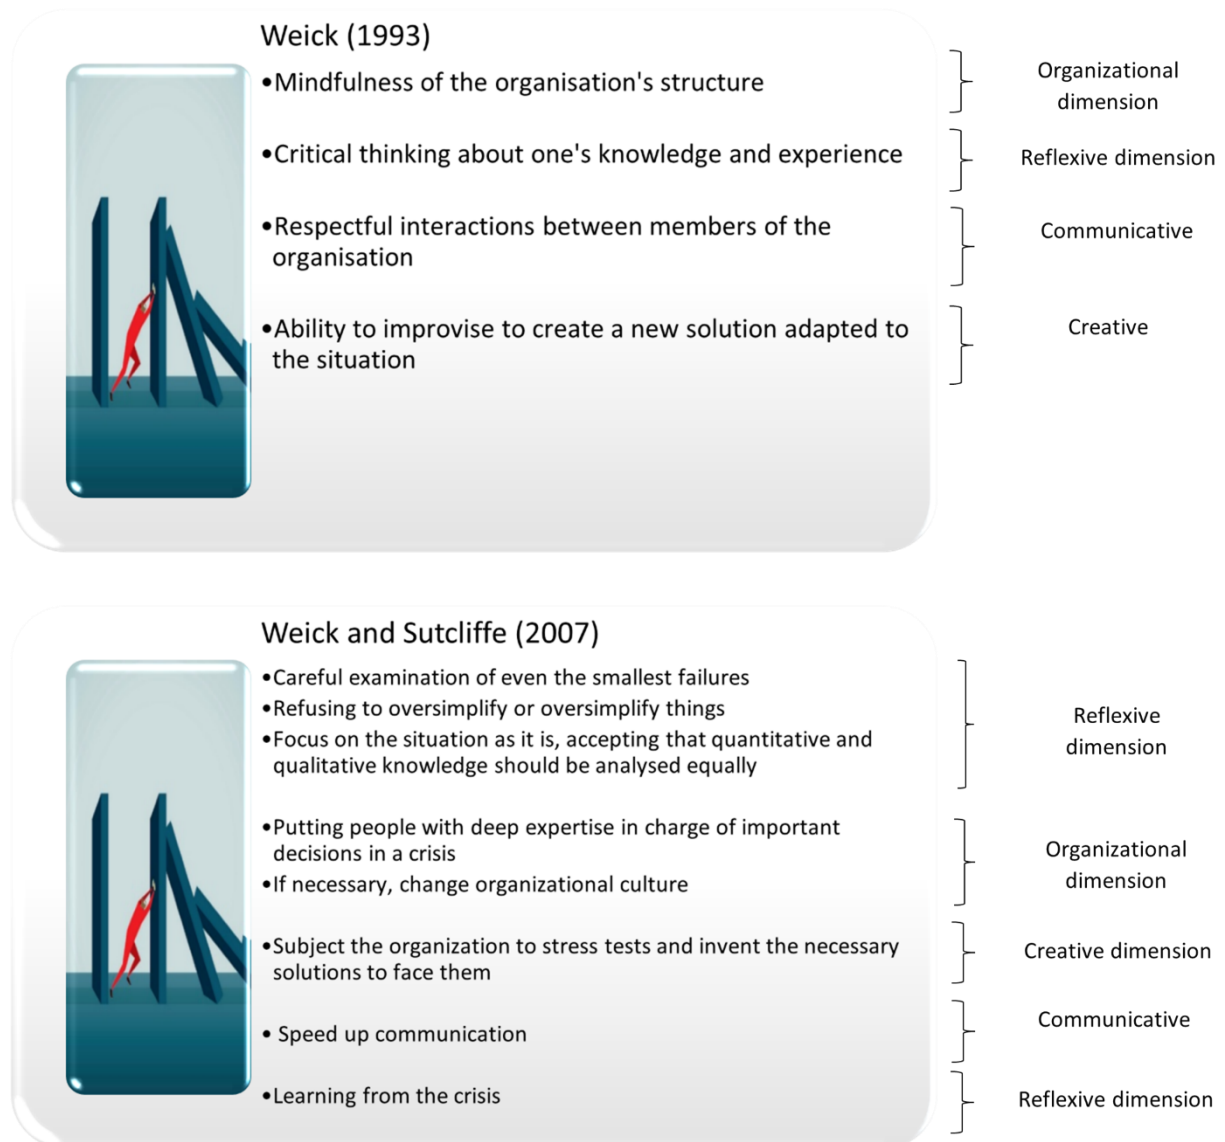 Weick (1993)
•Mindfulness of the organisation's structure
Organizational
dimension
•Critical thinking about one's knowledge and experience
Reflexive dimension
•Respectful interactions between members of the
organisation
Communicative
•Ability to improvise to create a new solution adapted to
the situation
Creative
Weick and Sutcliffe (2007)
•Careful examination of even the smallest failures
•Refusing to oversimplify or oversimplify things
•Focus on the situation as it is, accepting that quantitative and
qualitative knowledge should be analysed equally
Reflexive
dimension
•Putting people with deep expertise in charge of important
decisions in a crisis
•If necessary, change organizational culture
Organizational
dimension
•Subject the organization to stress tests and invent the necessary
solutions to face them
Creative dimension
• Speed up communication
Communicative
•Learning from the crisis
Reflexive dimension